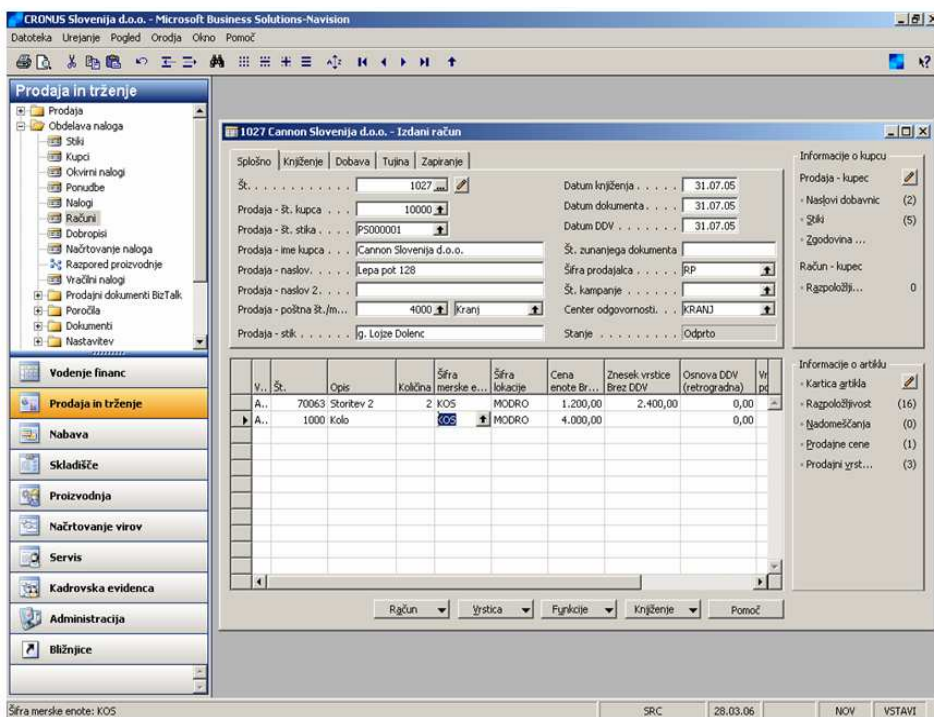 CRONUS Slovenija d.o.o. - Microsoft Business Solutions-Navision
Datoteka Urejanje Pogled Orodja Okno Pomoč
Prodaja in trženje
Prodaja
Obdelava naloga
Stiki
Kupci
Okvirni nalogi
Ponudbe
Nalogi
Računi
Dobropisi
Načrtovanje naloga
Razpored proizvodnje
Vračilni nalogi
Prodajni dokumenti BizTalk
Poročila
Dokumenti
Nastavitev
Vodenje financ
Prodaja in trženje
Nabava
Skladišče
Proizvodnja
Načrtovanje virov
Servis
Kadrovska evidenca
Administracija
Bližnjice
1027 Cannon Slovenija d.o.o. - Izdani račun
Splošno Knjiženje Dobava Tujina Zapiranje
Št. . . . . . . . . . . . . 1027 ... Datum knjiženja . . . . . 31.07.05
Prodaja - št. kupca . . . 10000 Datum dokumenta. . . . 31.07.05
Prodaja - št. stika . . . . PS000001 Datum DDV . . . . . . . 31.07.05
Prodaja - ime kupca . . . Cannon Slovenija d.o.o. Št. zunanjega dokumenta
Prodaja - naslov. . . . . Lepa pot 128 Šifra prodajalca . . . . . RP
Prodaja - naslov 2. . . . Št. kampanje . . . . . .
Prodaja - poštna št./m... 4000 Kranj Center odgovornosti. . . KRANJ
Prodaja - stik . . . . . . g. Lojze Dolenc Stanje . . . . . . . . . Odprto
V... Št. Opis Količina Šifra merske e... Šifra lokacije Cena enote Br... Znesek vrstice Brez DDV Osnova DDV (retrogradna) Vr po
A.. 70063 Storitev 2 2 KOS MODRO 1.200,00 2.400,00 0,00
A.. 1000 Kolo KOS MODRO 4.000,00 0,00
Račun Vrstica Funkcije Knjiženje Pomoč
Informacije o kupcu
Prodaja - kupec
Naslovi dobavnic (2)
Stiki (5)
Zgodovina ...
Račun - kupec
Razpoložlji... 0
Informacije o artiklu
Kartica artikla
Razpoložljivost (16)
Nadomeščanja (0)
Prodajne cene (1)
Prodajni vrst... (3)
Šifra merske enote: KOS SRC 28.03.06 NOV VSTAVI